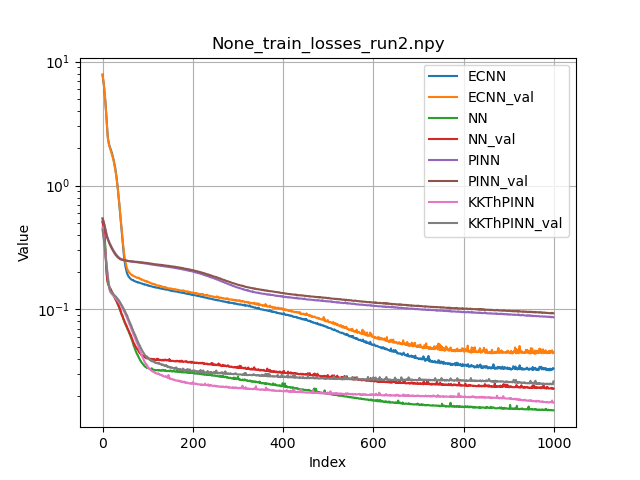 None_train_losses_run2.npy
10¹
10⁰
10⁻¹
Value
0 200 400 600 800 1000
Index
ECNN
ECNN_val
NN
NN_val
PINN
PINN_val
KKThPINN
KKThPINN_val